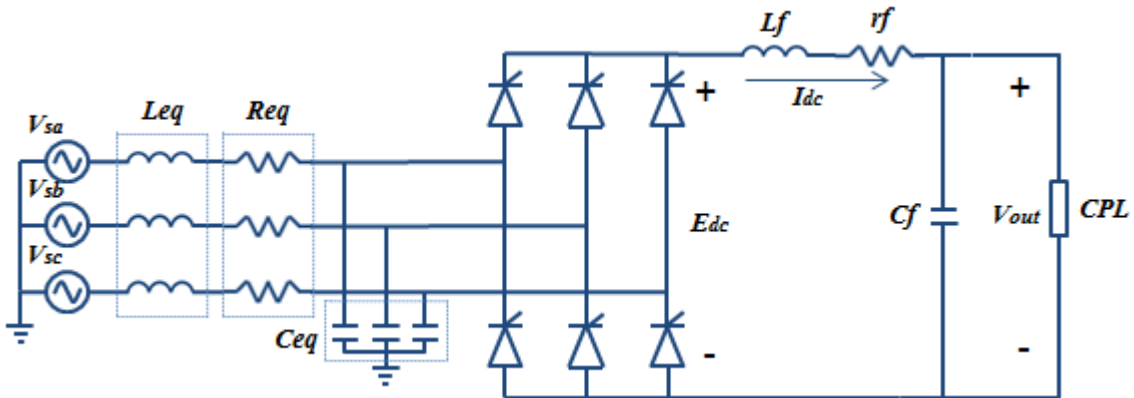 Lf
rf
+
Idc
+
Leq
Req
Vsa
Vsb
Edc
Cf
Vout
CPL
Vsc
Ceq
-
-